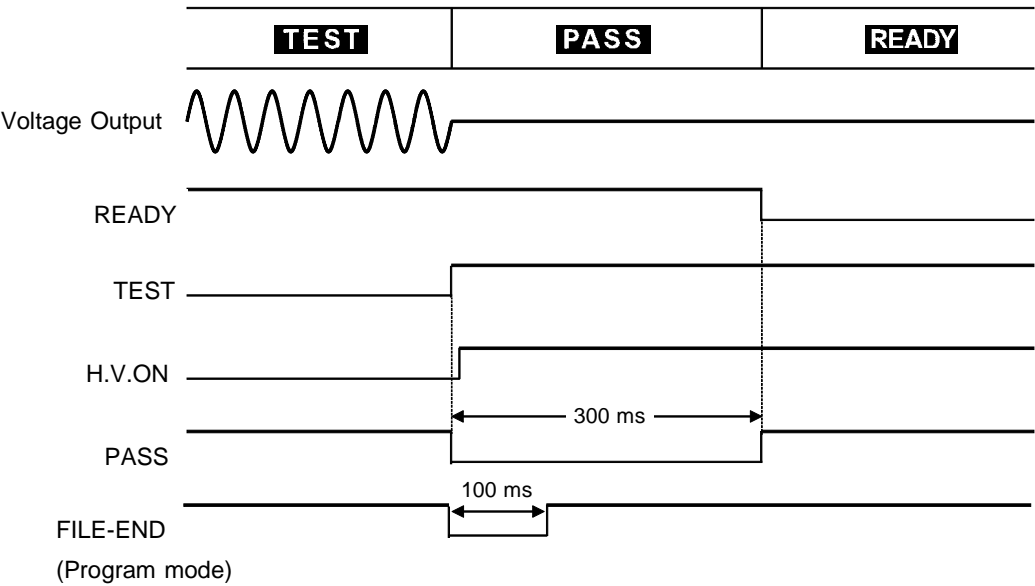 TEST PASS READY
Voltage Output
READY
TEST
H.V.ON
300 ms
PASS
100 ms
FILE-END
(Program mode)